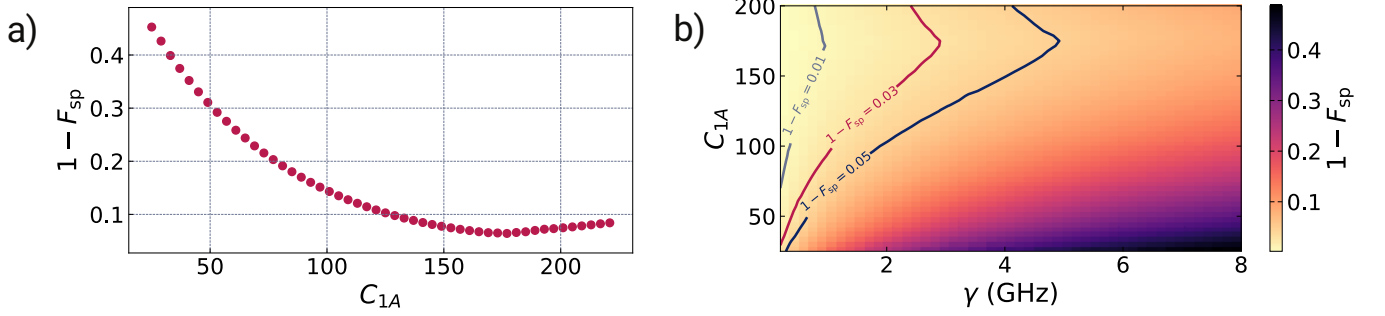 a)
1 − F_sp
0.4
0.3
0.2
0.1
50
100
150
200
C_1A
b)
C_1A
200
150
100
50
1−F_sp = 0.01
1−F_sp = 0.03
1−F_sp = 0.05
2
4
6
8
γ (GHz)
0.4
0.3
0.2
0.1
1 − F_sp